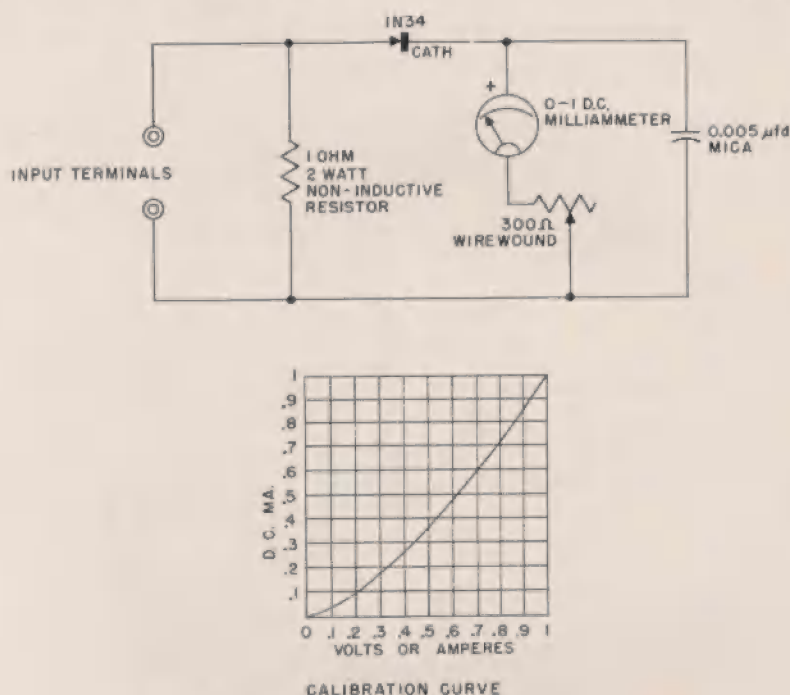 IN34
CATH
+
0-1 D.C.
MILLIAMMETER
0.005 µfd
MICA
INPUT TERMINALS
1 OHM
2 WATT
NON-INDUCTIVE
RESISTOR
300Ω
WIREWOUND
1
.9
.8
.7
.6
.5
.4
.3
.2
.1
D.C. MA.
0 .1 .2 .3 .4 .5 .6 .7 .8 .9 1
VOLTS OR AMPERES
CALIBRATION CURVE